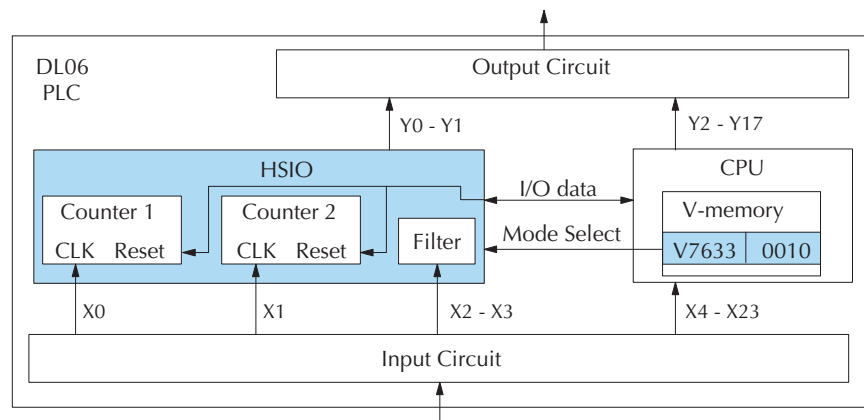 DL06
PLC
Output Circuit
Y0 - Y1
Y2 - Y17
HSIO
CPU
I/O data
Counter 1
CLK Reset
Counter 2
CLK Reset
Filter
Mode Select
V-memory
V7633 0010
X0
X1
X2 - X3
X4 - X23
Input Circuit